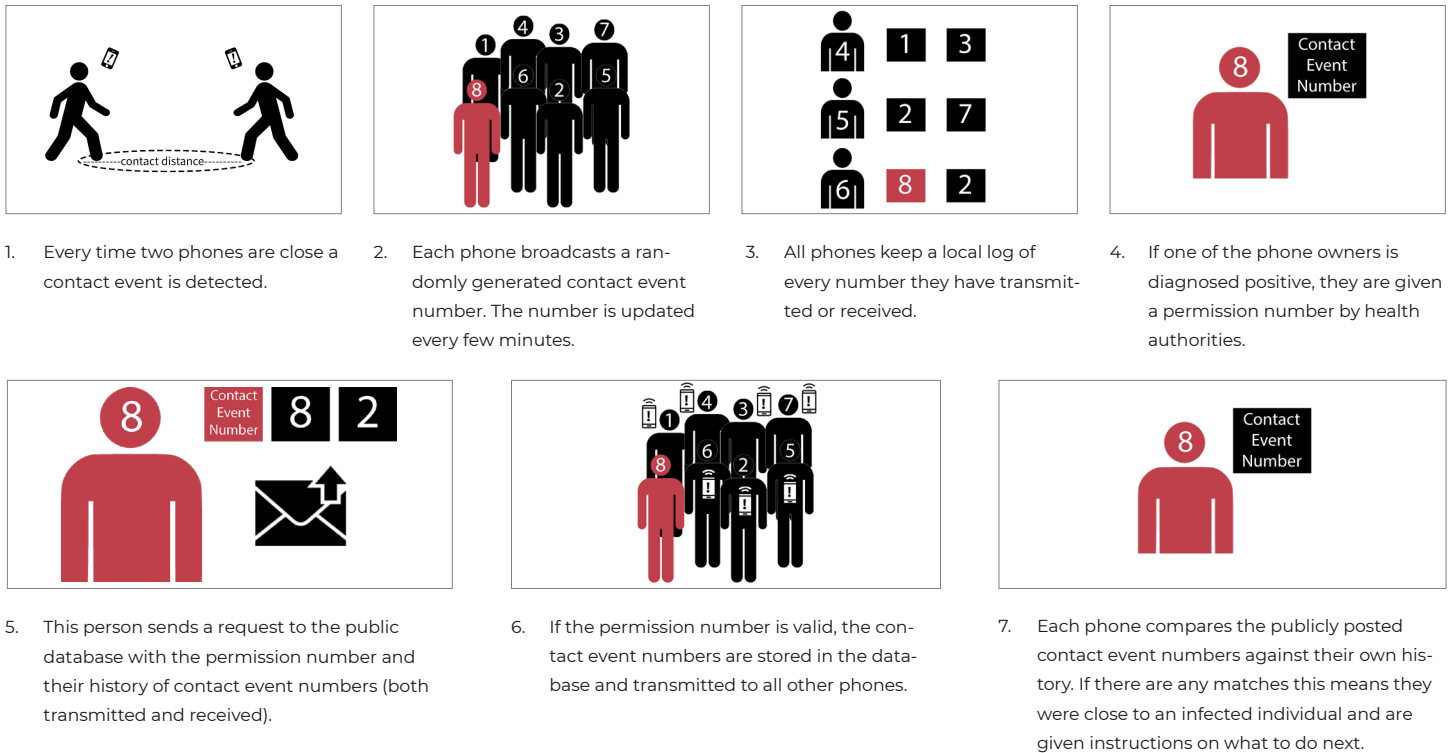 contact distance
1
4
3
7
6
5
8
2
4 1 3
5 2 7
6 8 2
8
Contact
Event
Number
1. Every time two phones are close a
contact event is detected.
2. Each phone broadcasts a ran-
domly generated contact event
number. The number is updated
every few minutes.
3. All phones keep a local log of
every number they have transmit-
ted or received.
4. If one of the phone owners is
diagnosed positive, they are given
a permission number by health
authorities.
8
Contact
Event
Number
8 2
1
4
3
7
6
5
8
2
8
Contact
Event
Number
5. This person sends a request to the public
database with the permission number and
their history of contact event numbers (both
transmitted and received).
6. If the permission number is valid, the con-
tact event numbers are stored in the data-
base and transmitted to all other phones.
7. Each phone compares the publicly posted
contact event numbers against their own his-
tory. If there are any matches this means they
were close to an infected individual and are
given instructions on what to do next.